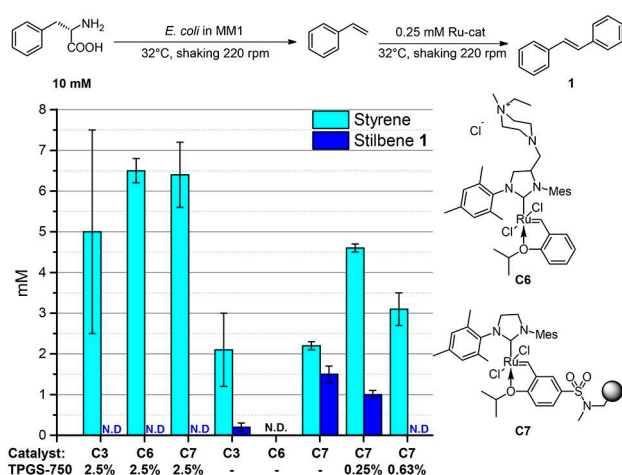 NH₂
COOH
10 mM
E. coli in MM1
32°C, shaking 220 rpm
0.25 mM Ru-cat
32°C, shaking 220 rpm
1
8
7
6
5
4
3
2
1
0
mM
Styrene
Stilbene 1
N.D
N.D
N.D
N.D.
N.D
Catalyst: C3 C6 C7 C3 C6 C7 C7 C7
TPGS-750 2.5% 2.5% 2.5% - - - 0.25% 0.63%
Cl⁻
N⁺
N
N
N
Mes
Cl
Ru
Cl
O
C6
N
N
Mes
Cl
Ru
Cl
O
O
O
S
N
C7